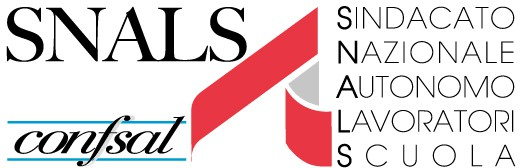 SNALS
confsal
SINDACATO
NAZIONALE
AUTONOMO
LAVORATORI
SCUOLA